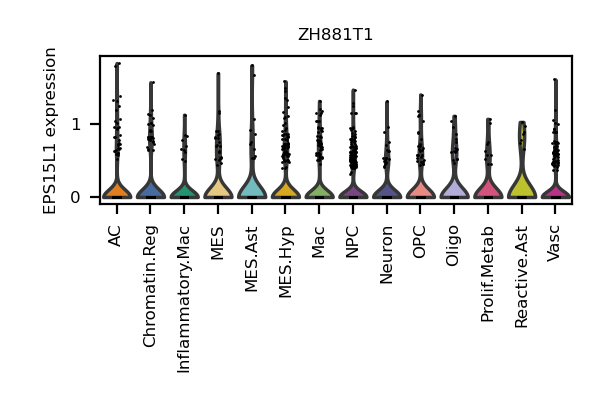 ZH881T1
EPS15L1 expression
1
0
AC
Chromatin.Reg
Inflammatory.Mac
MES
MES.Ast
MES.Hyp
Mac
NPC
Neuron
OPC
Oligo
Prolif.Metab
Reactive.Ast
Vasc